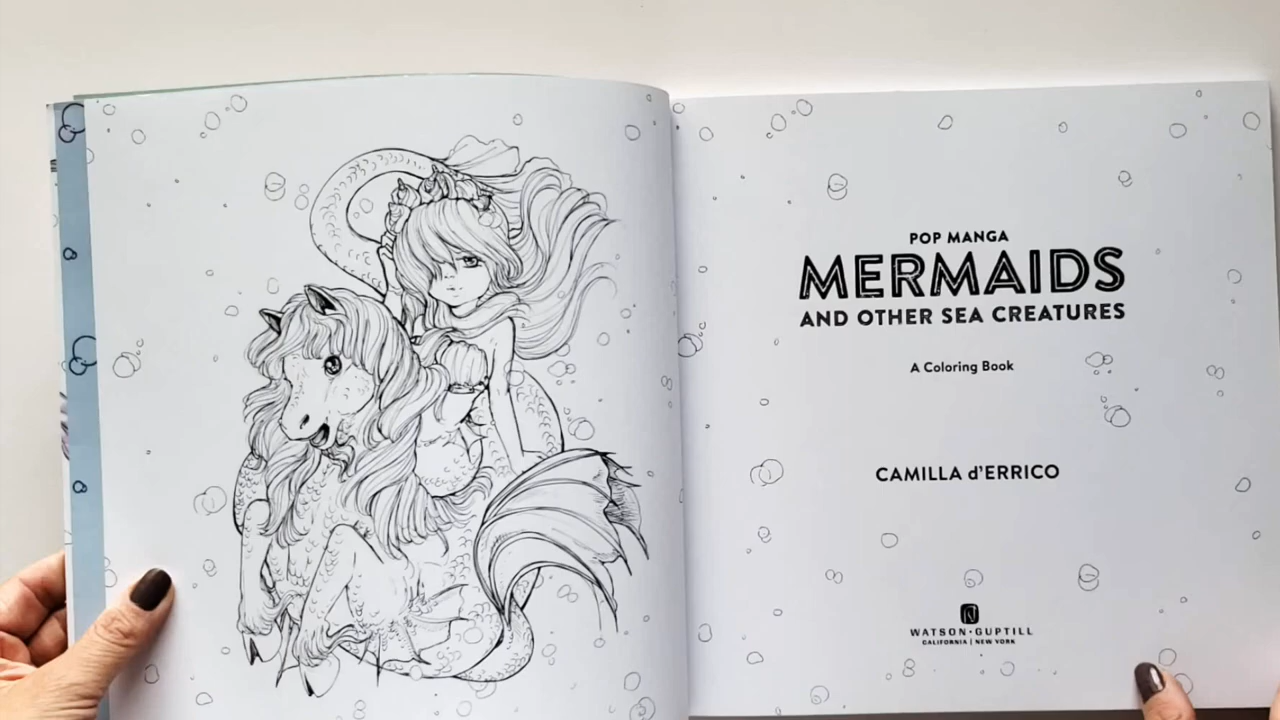 POP MANGA
MERMAIDS
AND OTHER SEA CREATURES
A Coloring Book
CAMILLA d'ERRICO
WATSON·GUPTILL
CALIFORNIA | NEW YORK